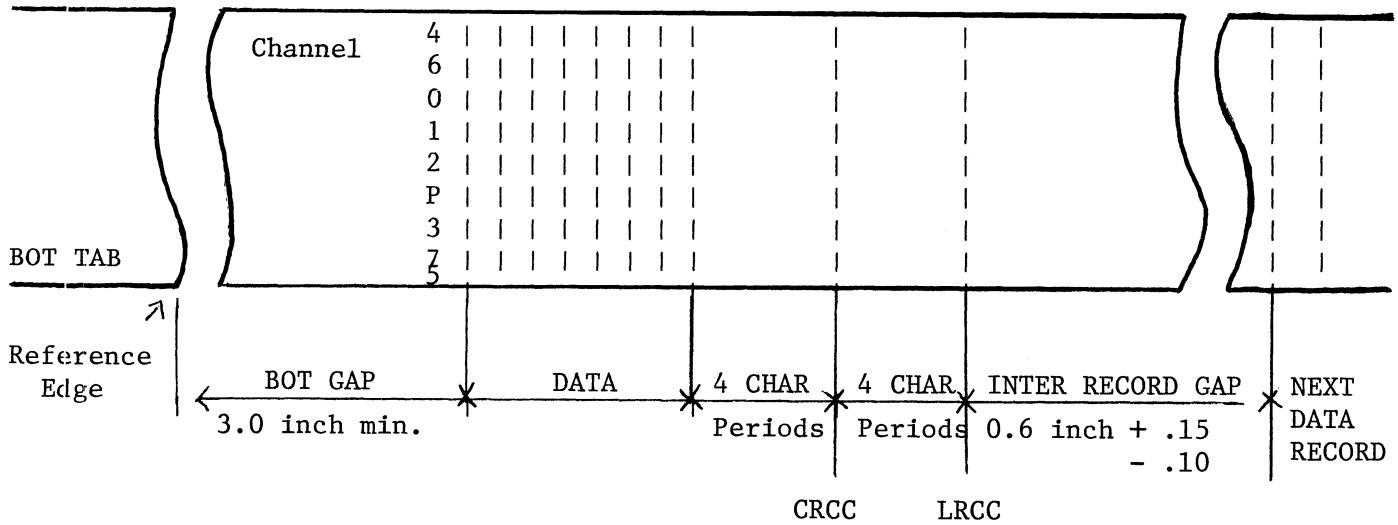 Channel
4
6
0
1
2
P
3
7
5
BOT TAB
Reference
Edge
BOT GAP
3.0 inch min.
DATA
4 CHAR
Periods
4 CHAR
Periods
INTER RECORD GAP
0.6 inch + .15
- .10
NEXT
DATA
RECORD
CRCC
LRCC